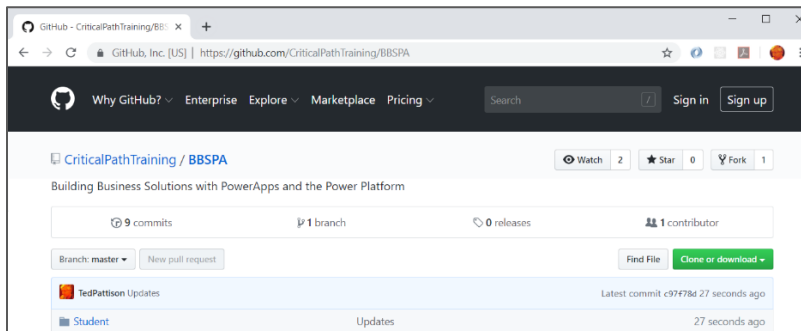 GitHub - CriticalPathTraining/BBS
GitHub, Inc. [US] | https://github.com/CriticalPathTraining/BBSPA
Why GitHub? Enterprise Explore Marketplace Pricing Search / Sign in Sign up
CriticalPathTraining / BBSPA Watch 2 Star 0 Fork 1
Building Business Solutions with PowerApps and the Power Platform
9 commits 1 branch 0 releases 1 contributor
Branch: master New pull request Find File Clone or download
TedPattison Updates Latest commit c97f78d 27 seconds ago
Student Updates 27 seconds ago